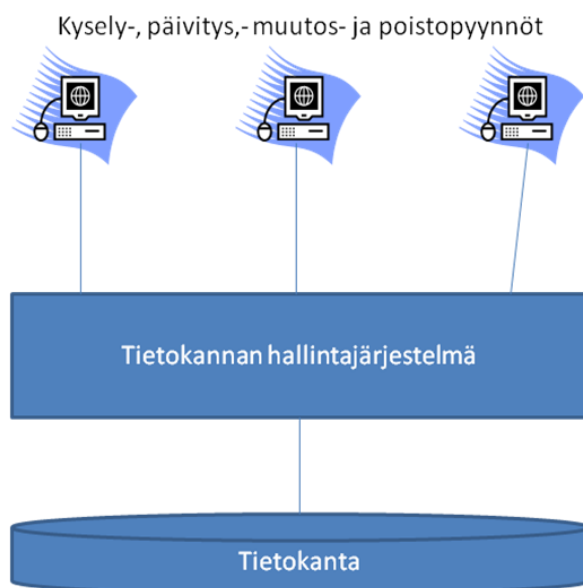 Kysely-, päivitys,- muutos- ja poistopyynnöt
Tietokannan hallintajärjestelmä
Tietokanta